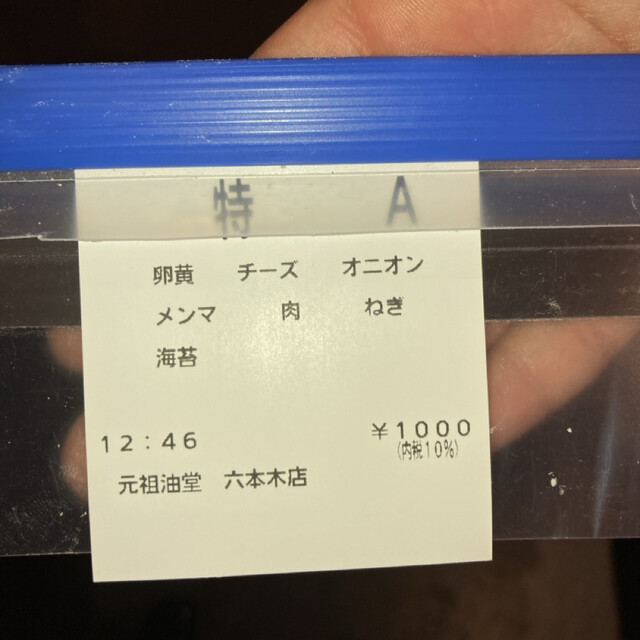 特 A
卵黄 チーズ オニオン
メンマ 肉 ねぎ
海苔
¥1000
12:46 (内税10%)
元祖油堂 六本木店